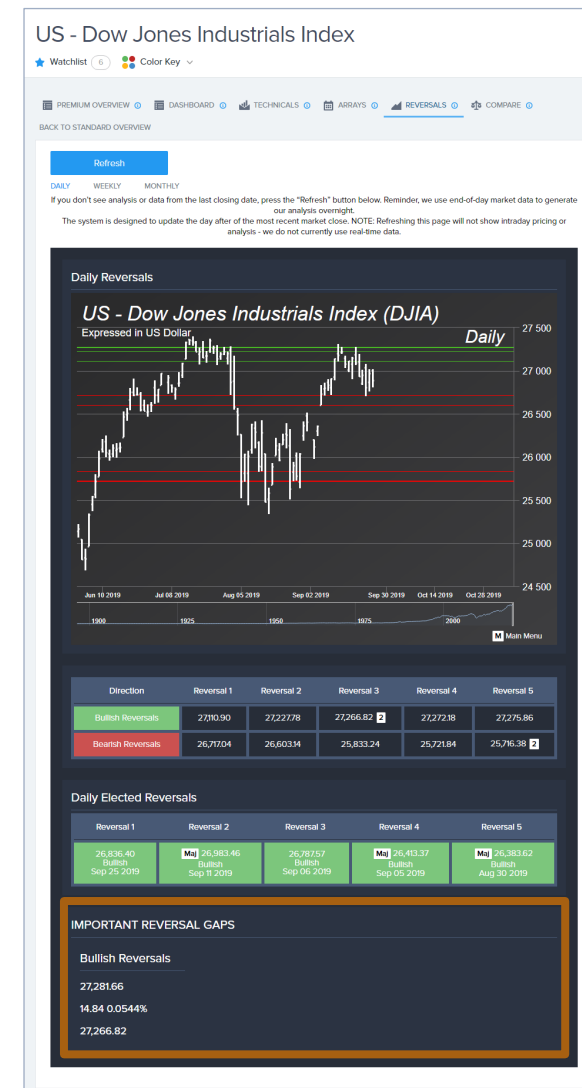 US - Dow Jones Industrials Index
Watchlist 6 Color Key
PREMIUM OVERVIEW DASHBOARD TECHNICALS ARRAYS REVERSALS COMPARE
BACK TO STANDARD OVERVIEW
Refresh
DAILY WEEKLY MONTHLY
If you don't see analysis or data from the last closing date, press the "Refresh" button below. Reminder, we use end-of-day market data to generate
our analysis overnight.
The system is designed to update the day after of the most recent market close. NOTE: Refreshing this page will not show intraday pricing or
analysis - we do not currently use real-time data.
Daily Reversals
US - Dow Jones Industrials Index (DJIA)
Expressed in US Dollar
Daily
27 500
27 000
26 500
26 000
25 500
25 000
24 500
Jun 10 2019 Jul 08 2019 Aug 05 2019 Sep 02 2019 Sep 30 2019 Oct 14 2019 Oct 28 2019
1900 1925 1950 1975 2000
M Main Menu
Direction Reversal 1 Reversal 2 Reversal 3 Reversal 4 Reversal 5
Bullish Reversals 27,110.90 27,227.78 27,266.82 2 27,272.18 27,275.86
Bearish Reversals 26,717.04 26,603.14 25,833.24 25,721.84 25,716.38 2
Daily Elected Reversals
Reversal 1 Reversal 2 Reversal 3 Reversal 4 Reversal 5
26,836.40 Maj 26,983.46 26,787.57 Maj 26,413.37 Maj 26,383.62
Bullish Bullish Bullish Bullish Bullish
Sep 25 2019 Sep 11 2019 Sep 06 2019 Sep 05 2019 Aug 30 2019
IMPORTANT REVERSAL GAPS
Bullish Reversals
27,281.66
14.84 0.0544%
27,266.82